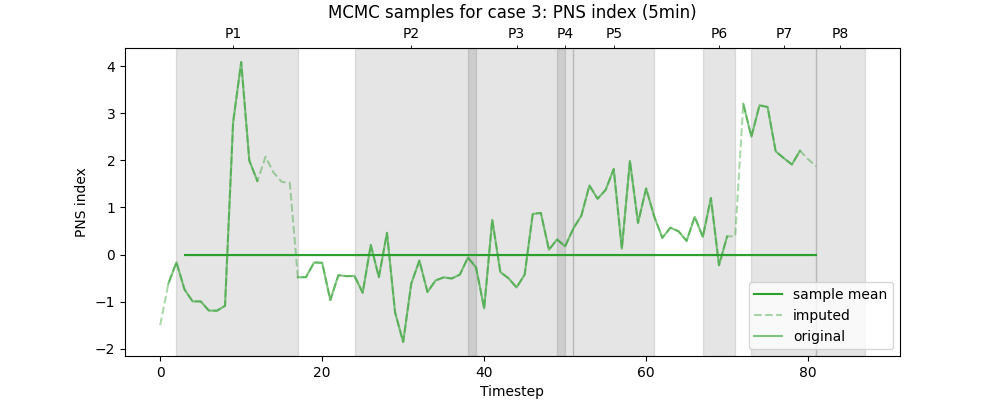 MCMC samples for case 3: PNS index (5min)
P1 P2 P3 P4 P5 P6 P7 P8
4
3
2
1
0
−1
−2
PNS index
sample mean
imputed
original
0 20 40 60 80
Timestep